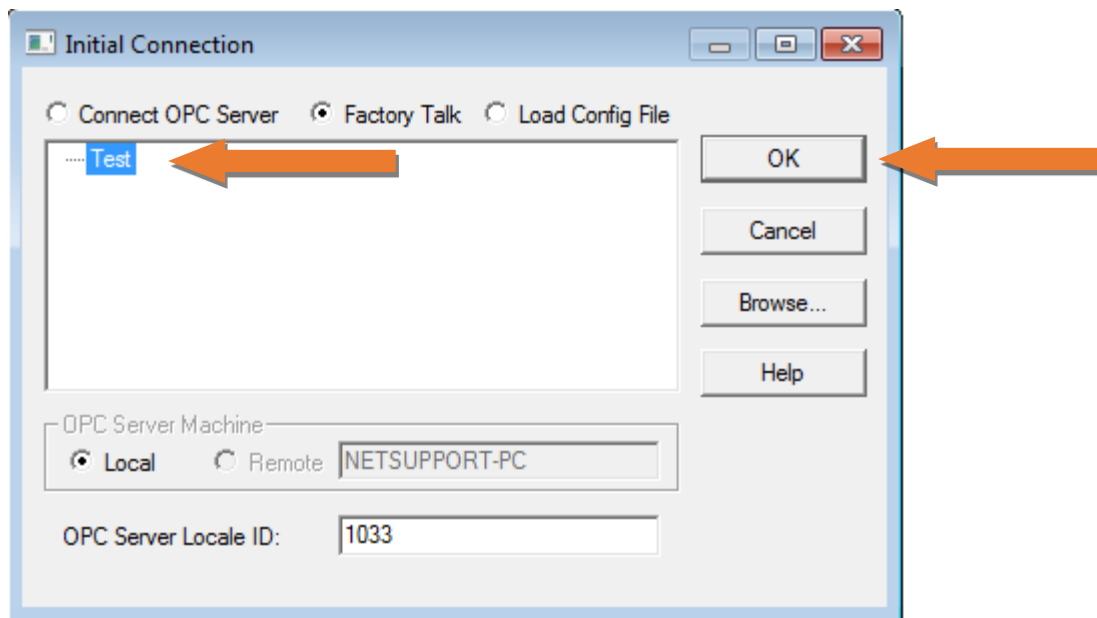 Initial Connection
Connect OPC Server Factory Talk Load Config File
Test
OK
Cancel
Browse...
Help
OPC Server Machine
Local Remote NETSUPPORT-PC
OPC Server Locale ID: 1033